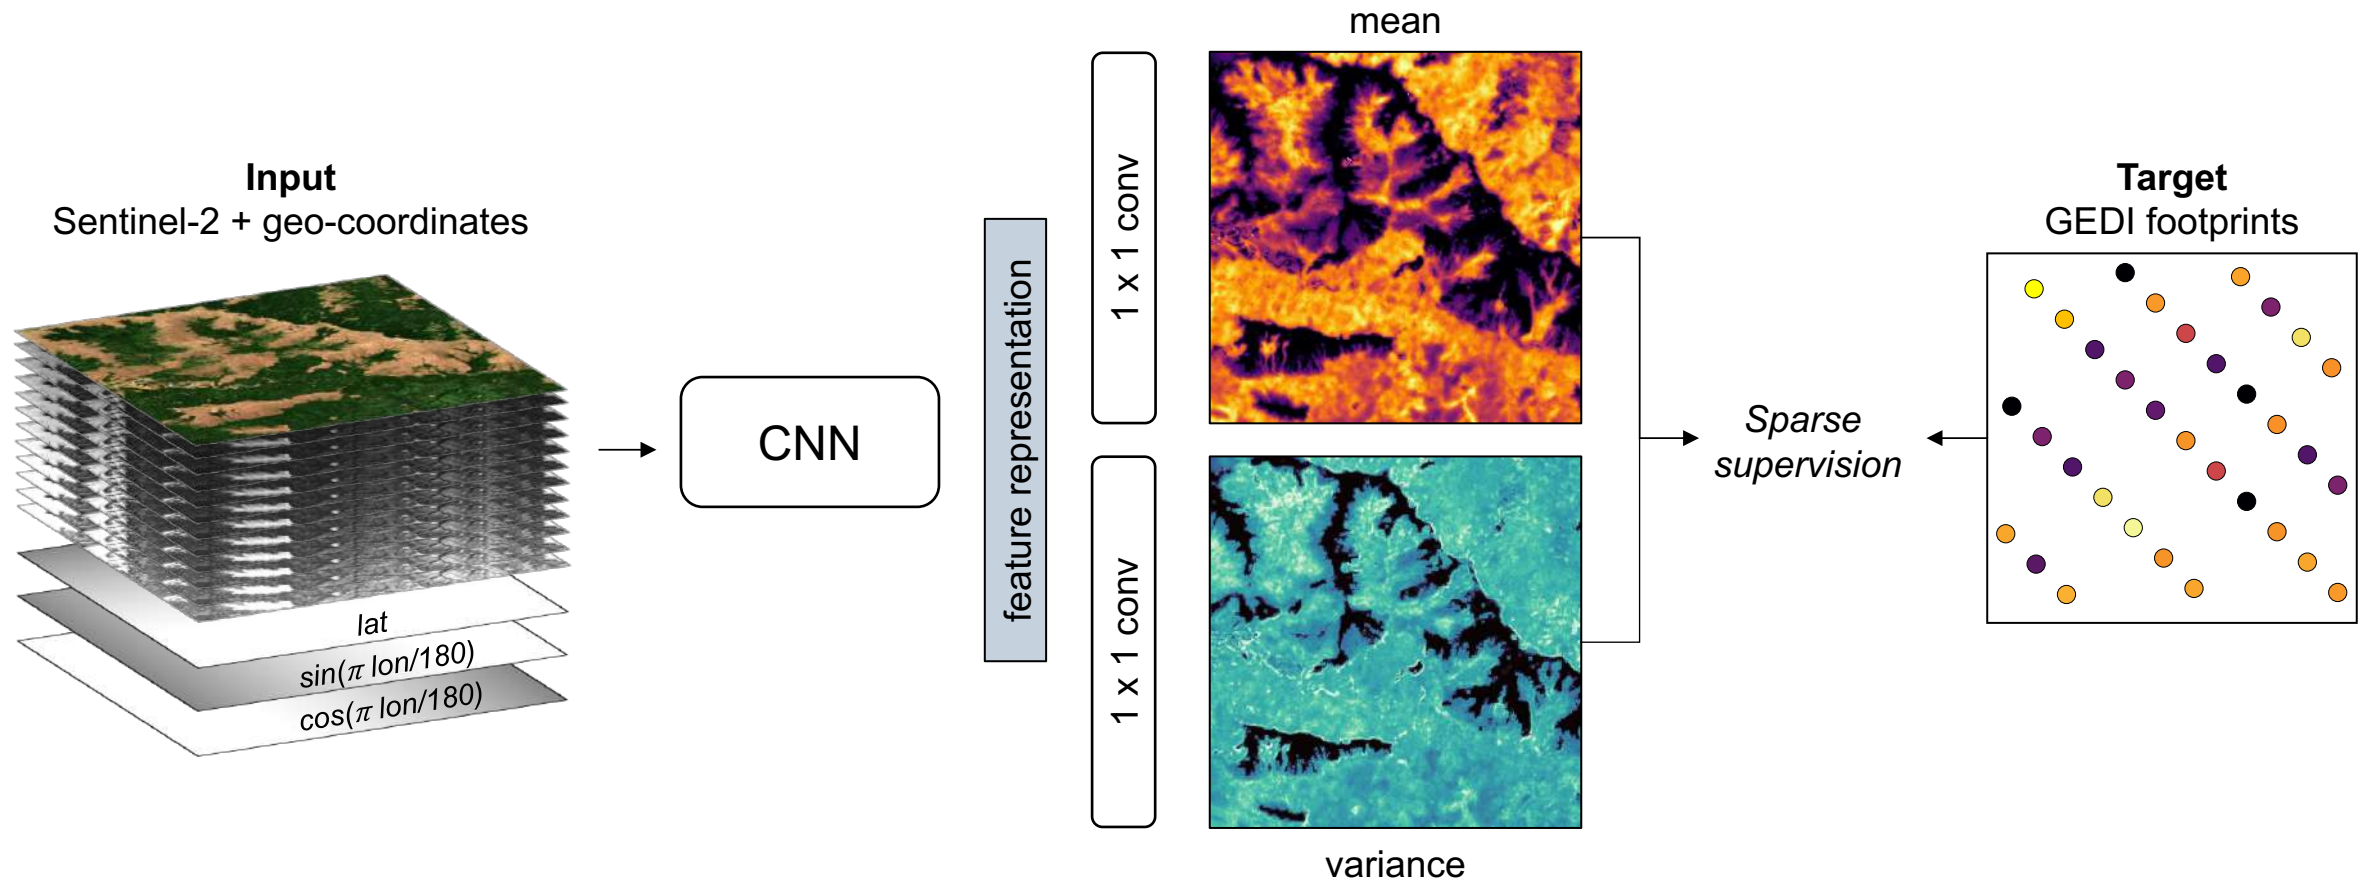 Input
Sentinel-2 + geo-coordinates
lat
sin(π lon/180)
cos(π lon/180)
CNN
feature representation
1 x 1 conv
1 x 1 conv
mean
variance
Sparse
supervision
Target
GEDI footprints